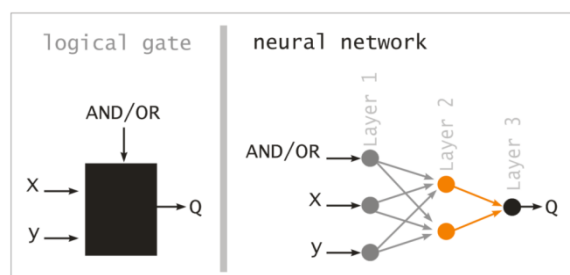 logical gate
AND/OR
X
y
Q
neural network
Layer 1
Layer 2
Layer 3
AND/OR
X
y
Q